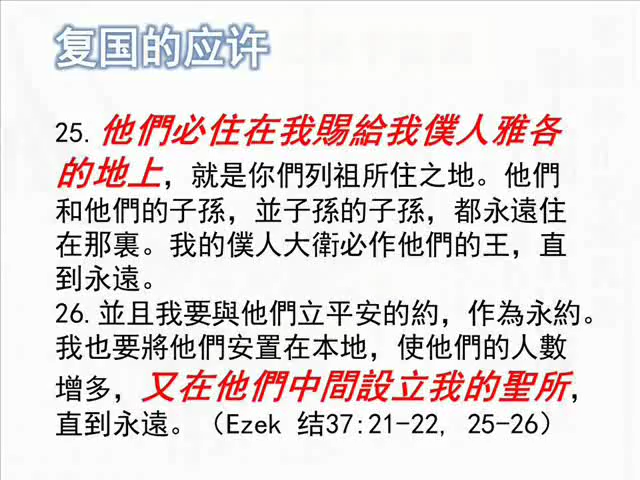 复国的应许
25. 他們必住在我賜給我僕人雅各
的地上，就是你們列祖所住之地。他們
和他們的子孫，並子孫的子孫，都永遠住
在那裏。我的僕人大衛必作他們的王，直
到永遠。
26. 並且我要與他們立平安的約，作為永約。
我也要將他們安置在本地，使他們的人數
增多，又在他們中間設立我的聖所，
直到永遠。（Ezek 结37:21-22, 25-26）